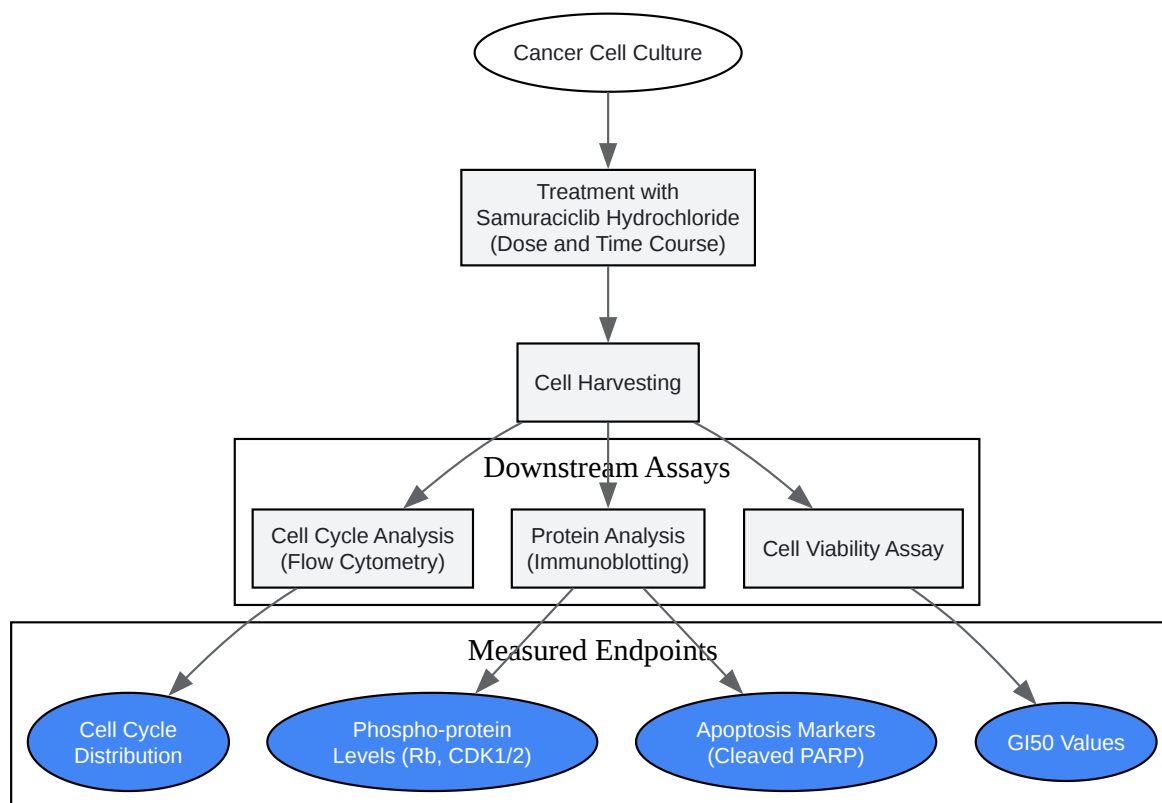 Cancer Cell Culture
Treatment with
Samuraciclib Hydrochloride
(Dose and Time Course)
Cell Harvesting
Downstream Assays
Cell Cycle Analysis
(Flow Cytometry)
Protein Analysis
(Immunoblotting)
Cell Viability Assay
Measured Endpoints
Cell Cycle
Distribution
Phospho-protein
Levels (Rb, CDK1/2)
Apoptosis Markers
(Cleaved PARP)
GI50 Values